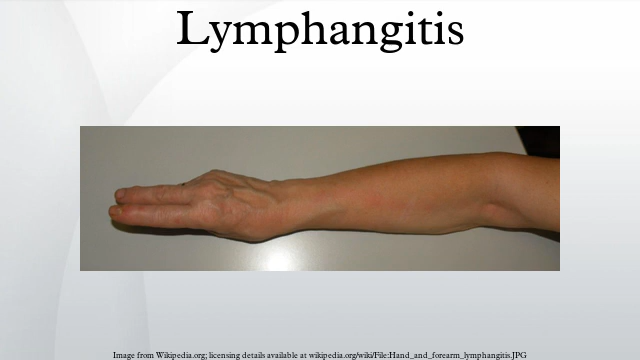 Lymphangitis
Image from Wikipedia.org; licensing details available at wikipedia.org/wiki/File:Hand_and_forearm_lymphangitis.JPG